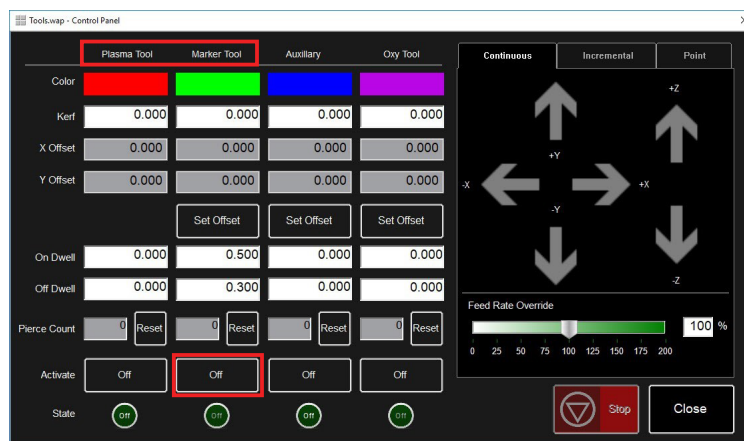 Tools.wap - Control Panel
Plasma Tool Marker Tool Auxillary Oxy Tool
Color
Kerf 0.000 0.000 0.000 0.000
X Offset 0.000 0.000 0.000 0.000
Y Offset 0.000 0.000 0.000 0.000
Set Offset Set Offset Set Offset
On Dwell 0.000 0.500 0.000 0.000
Off Dwell 0.000 0.300 0.000 0.000
Pierce Count 0 Reset 0 Reset 0 Reset 0 Reset
Activate Off Off Off Off
State Off Off Off Off
Continuous Incremental Point
+Z
+Y
-X +X
-Y
-Z
Feed Rate Override
100 %
0 25 50 75 100 125 150 175 200
Stop Close